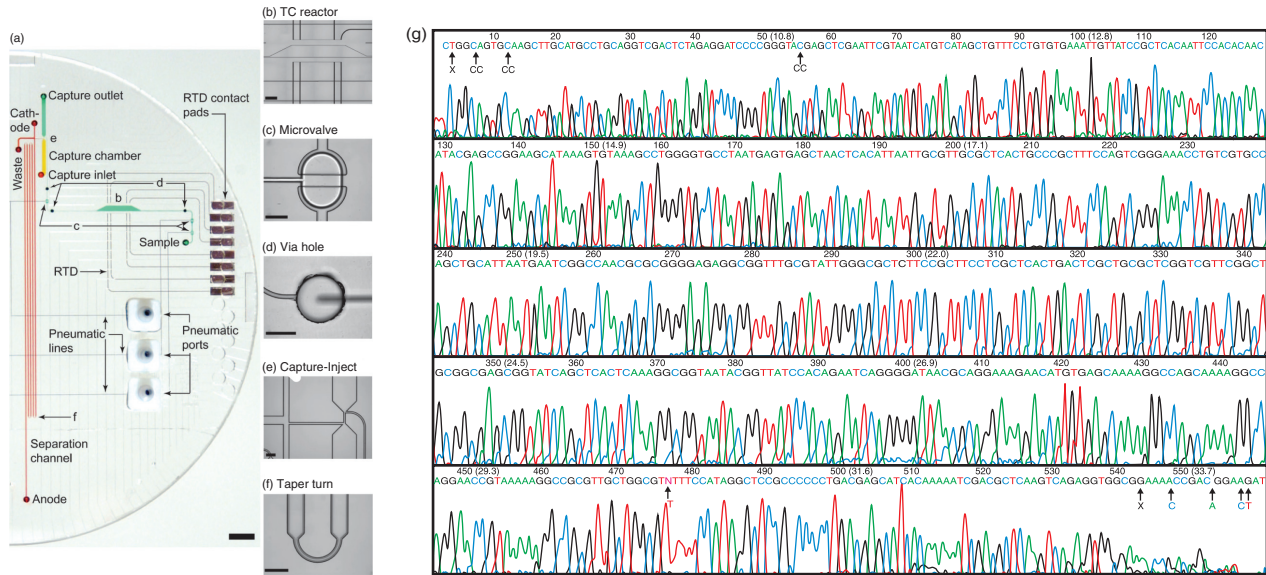 (a)
Capture outlet
Cath-
ode
e
Waste
Capture chamber
Capture inlet
d
b
c
Sample
RTD contact
pads
RTD
Pneumatic
lines
Pneumatic
ports
f
Separation
channel
Anode
(b) TC reactor
(c) Microvalve
(d) Via hole
(e) Capture-Inject
(f) Taper turn
(g)
10 20 30 40 50 (10.8) 60 70 80 90 100 (12.8) 110 120
CTGGCAGTGCAAGCTTGCATGCCTGCAGGTCGACTCTAGAGGATCCCCGGGTACGAGCTCGAATTCGTAATCATGTCATAGCTGTTTCCTGTGTGAAATTGTTATCCGCTCACAATTCCACACAAC
X CC CC CC
130 140 150 (14.9) 160 170 180 190 200 (17.1) 210 220 230
ATACGAGCCGGAAGCATAAAGTGTAAAGCCTGGGGTGCCTAATGAGTGAGCTAACTCACATTAATTGCGTTGCGCTCACTGCCCGCTTTCCAGTCGGGAAACCTGTCGTGCC
240 250 (19.5) 260 270 280 290 300 (22.0) 310 320 330 340
AGCTGCATTAATGAATCGGCCAACGCGCGGGGAGAGGCGGTTTGCGTATTGGGCGCTCTTCCGCTTCCTCGCTCACTGACTCGCTGCGCTCGGTCGTTCGGCT
350 (24.5) 360 370 380 390 400 (26.9) 410 420 430 440
GCGGCGAGCGGTATCAGCTCACTCAAAGGCGGTAATACGGTTATCCACAGAATCAGGGGATAACGCAGGAAAGAACATGTGAGCAAAAGGCCAGCAAAAGGCC
450 (29.3) 460 470 480 490 500 (31.6) 510 520 530 540 550 (33.7)
AGGAACCGTAAAAAGGCCGCGTTGCTGGCGTNTTTCCATAGGCTCCGCCCCCCTGACGAGCATCACAAAAATCGACGCTCAAGTCAGAGGTGGCGGAAAACCGACGGAAGAT
T X C A CT